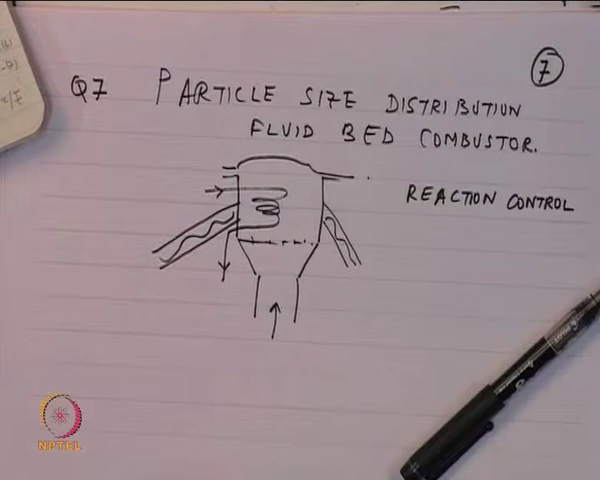 7
Q7 PARTICLE SIZE DISTRIBUTION
FLUID BED COMBUSTOR.
REACTION CONTROL
NPTEL